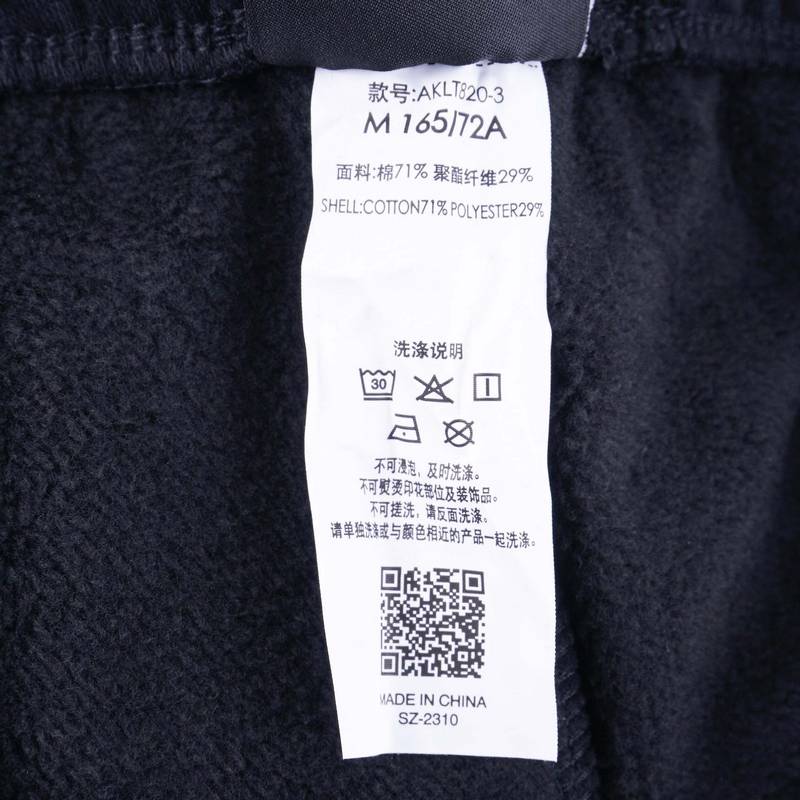 款号:AKLT820-3
M 165/72A
面料:棉71% 聚酯纤维29%
SHELL:COTTON71% POLYESTER29%
洗涤说明
30
不可浸泡，及时洗涤。
不可熨烫印花部位及装饰品。
不可搓洗，请反面洗涤。
请单独洗涤或与颜色相近的产品一起洗涤。
MADE IN CHINA
SZ-2310